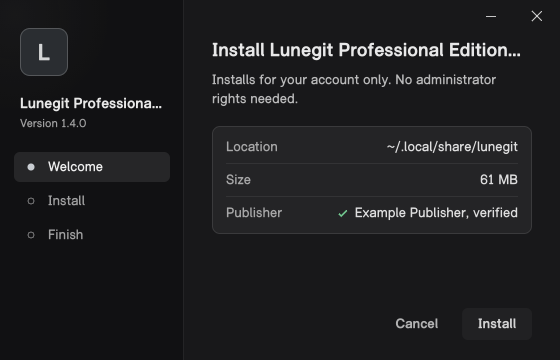 L
Lunegit Professiona...
Version 1.4.0
Welcome
Install
Finish
Install Lunegit Professional Edition...
Installs for your account only. No administrator
rights needed.
Location ~/.local/share/lunegit
Size 61 MB
Publisher Example Publisher, verified
Cancel Install